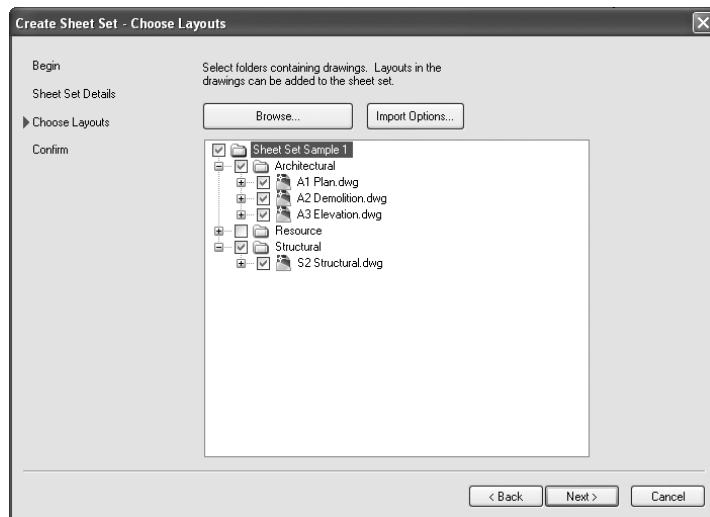 Create Sheet Set - Choose Layouts
Begin
Sheet Set Details
Choose Layouts
Confirm
Select folders containing drawings. Layouts in the
drawings can be added to the sheet set.
Browse...
Import Options...
Sheet Set Sample 1
Architectural
A1 Plan.dwg
A2 Demolition.dwg
A3 Elevation.dwg
Resource
Structural
S2 Structural.dwg
< Back
Next >
Cancel